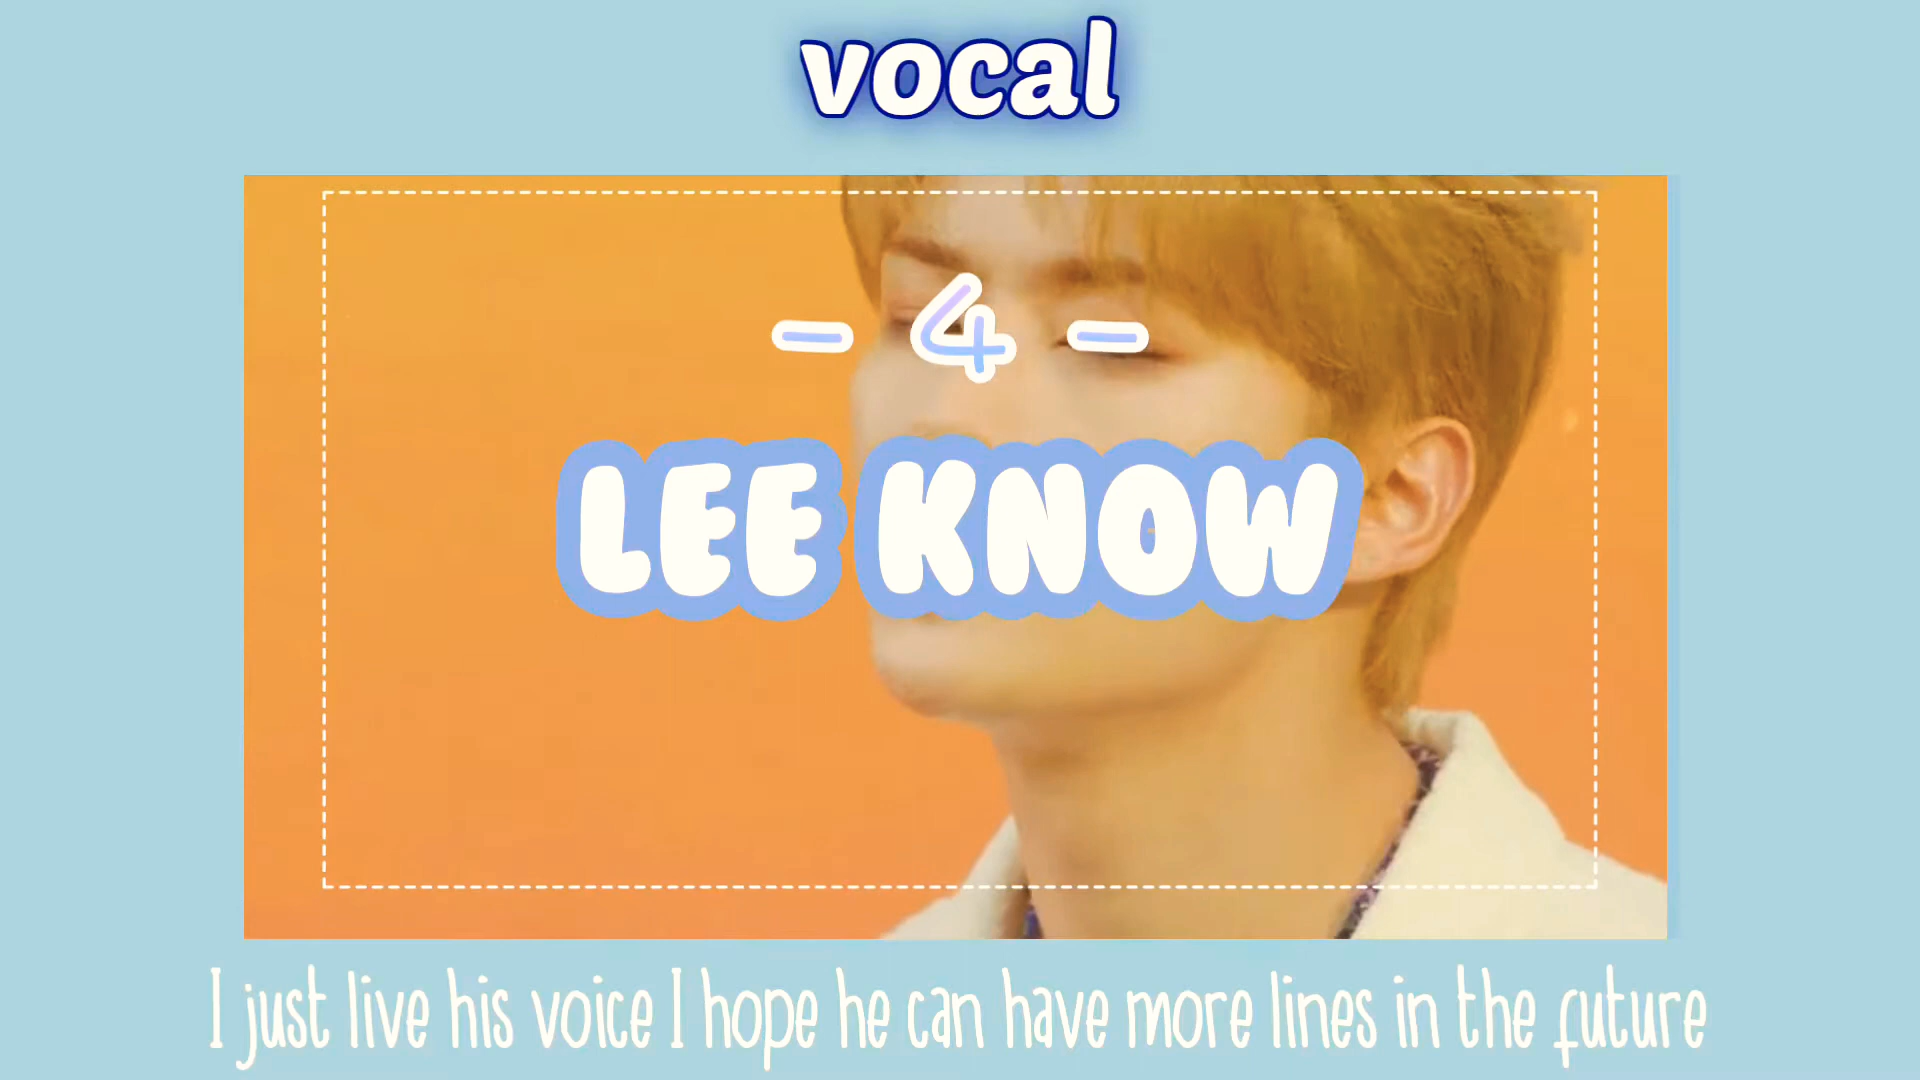 vocal
- 4 -
LEE KNOW
I just live his voice I hope he can have more lines in the future